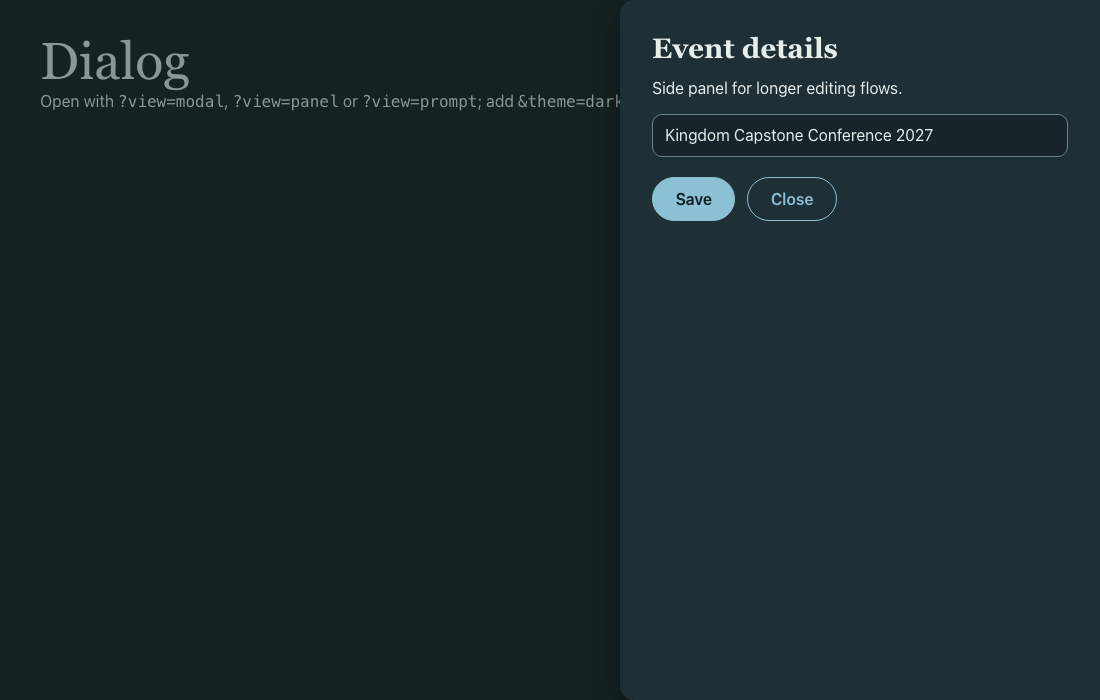 Dialog
Open with ?view=modal, ?view=panel or ?view=prompt; add &theme=dark
Event details
Side panel for longer editing flows.
Kingdom Capstone Conference 2027
Save
Close